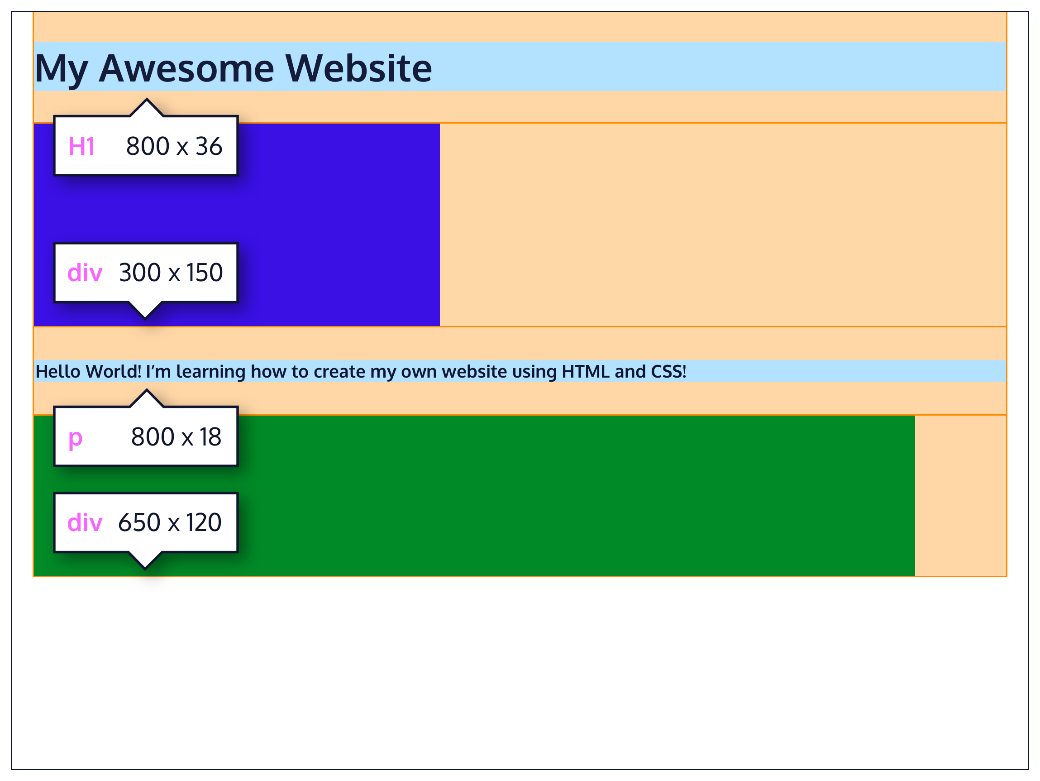 My Awesome Website
H1 800 x 36
div 300 x 150
Hello World! I’m learning how to create my own website using HTML and CSS!
p 800 x 18
div 650 x 120